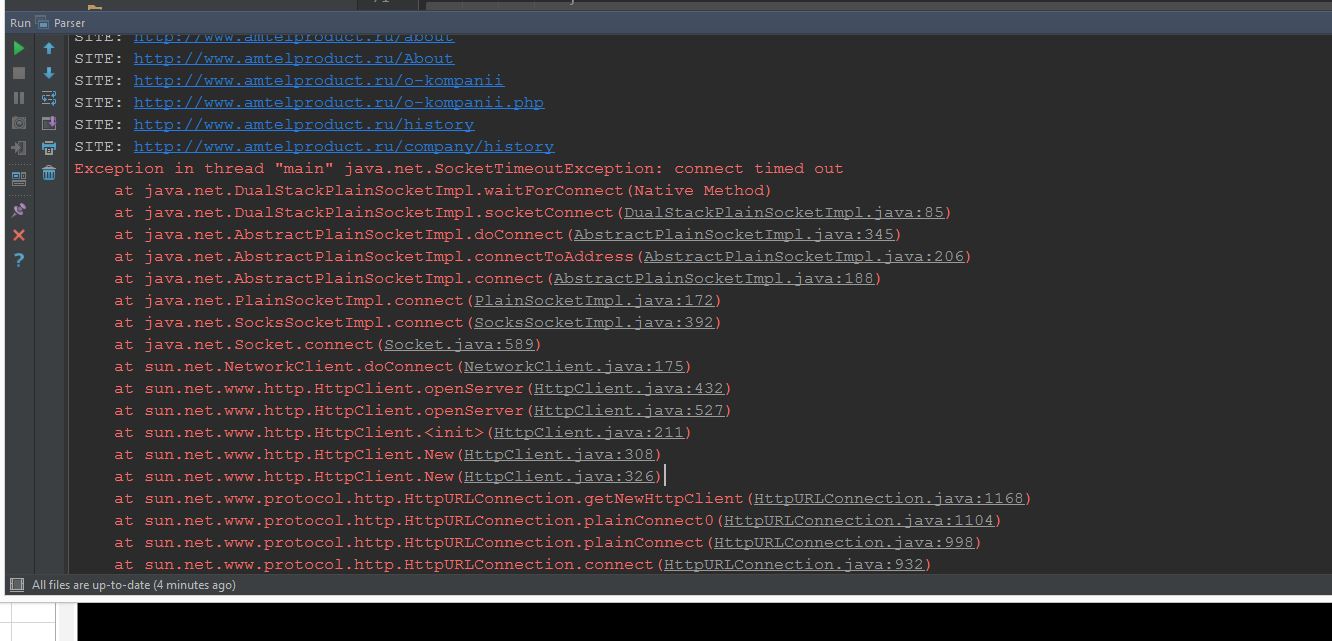 Run Parser
SITE: http://www.amtelproduct.ru/about
SITE: http://www.amtelproduct.ru/About
SITE: http://www.amtelproduct.ru/o-kompanii
SITE: http://www.amtelproduct.ru/o-kompanii.php
SITE: http://www.amtelproduct.ru/history
SITE: http://www.amtelproduct.ru/company/history
Exception in thread "main" java.net.SocketTimeoutException: connect timed out
at java.net.DualStackPlainSocketImpl.waitForConnect(Native Method)
at java.net.DualStackPlainSocketImpl.socketConnect(DualStackPlainSocketImpl.java:85)
at java.net.AbstractPlainSocketImpl.doConnect(AbstractPlainSocketImpl.java:345)
at java.net.AbstractPlainSocketImpl.connectToAddress(AbstractPlainSocketImpl.java:206)
at java.net.AbstractPlainSocketImpl.connect(AbstractPlainSocketImpl.java:188)
at java.net.PlainSocketImpl.connect(PlainSocketImpl.java:172)
at java.net.SocksSocketImpl.connect(SocksSocketImpl.java:392)
at java.net.Socket.connect(Socket.java:589)
at sun.net.NetworkClient.doConnect(NetworkClient.java:175)
at sun.net.www.http.HttpClient.openServer(HttpClient.java:432)
at sun.net.www.http.HttpClient.openServer(HttpClient.java:527)
at sun.net.www.http.HttpClient.<init>(HttpClient.java:211)
at sun.net.www.http.HttpClient.New(HttpClient.java:308)
at sun.net.www.http.HttpClient.New(HttpClient.java:326)
at sun.net.www.protocol.http.HttpURLConnection.getNewHttpClient(HttpURLConnection.java:1168)
at sun.net.www.protocol.http.HttpURLConnection.plainConnect0(HttpURLConnection.java:1104)
at sun.net.www.protocol.http.HttpURLConnection.plainConnect(HttpURLConnection.java:998)
at sun.net.www.protocol.http.HttpURLConnection.connect(HttpURLConnection.java:932)
All files are up-to-date (4 minutes ago)